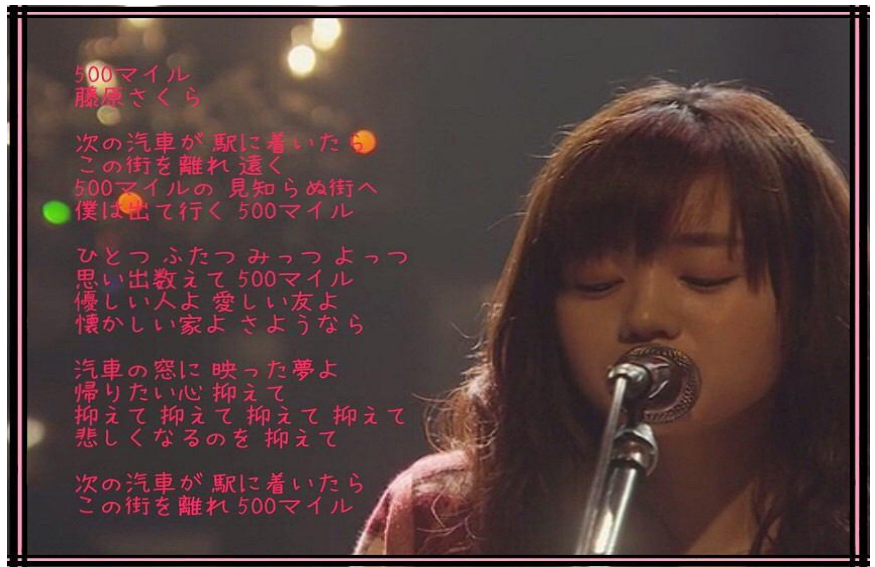 500マイル
藤原さくら
次の汽車が 駅に着いたら
この街を離れ 遠く
500マイルの 見知らぬ街へ
僕は出て行く 500マイル
ひとつ ふたつ みっつ よっつ
思い出数えて 500マイル
優しい人よ 愛しい友よ
懐かしい家よ さようなら
汽車の窓に 映った夢よ
帰りたい心 抑えて
抑えて 抑えて 抑えて 抑えて
悲しくなるのを 抑えて
次の汽車が 駅に着いたら
この街を離れ 500マイル